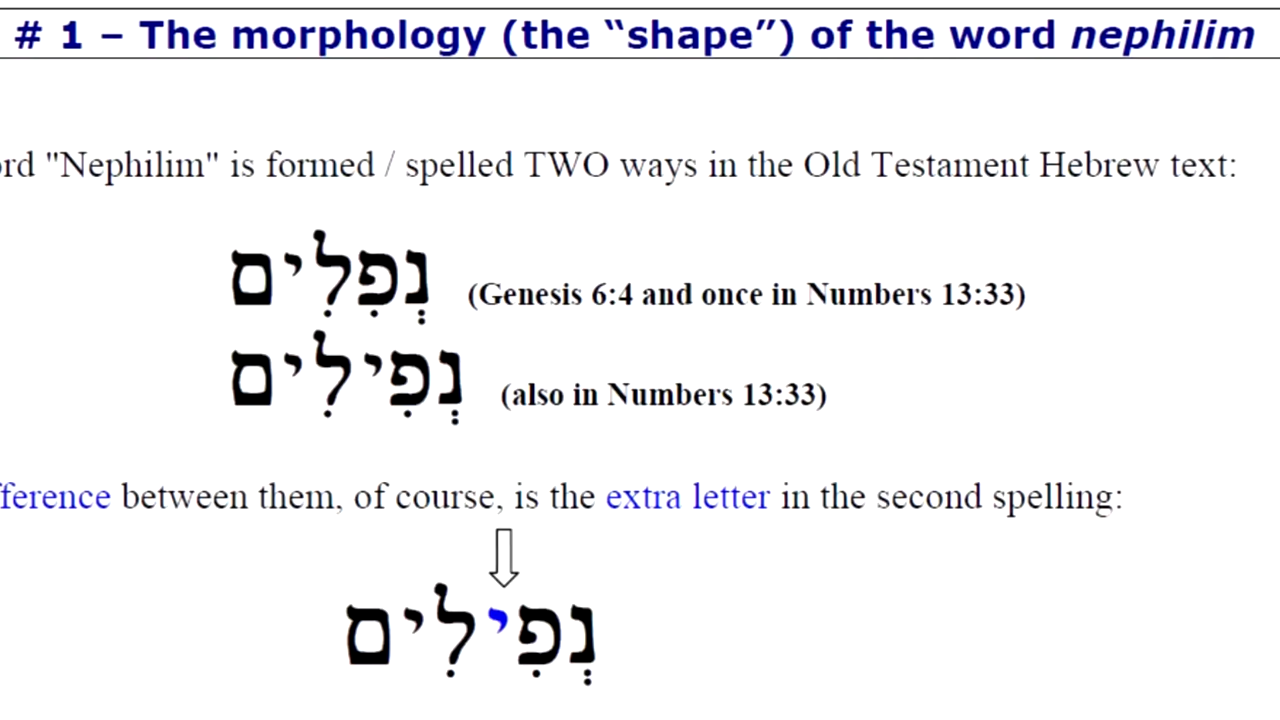 # 1 – The morphology (the “shape”) of the word nephilim
"Nephilim" is formed / spelled TWO ways in the Old Testament Hebrew text:
נְפִלִים (Genesis 6:4 and once in Numbers 13:33)
נְפִילִים (also in Numbers 13:33)
between them, of course, is the extra letter in the second spelling:
נְפִילִים